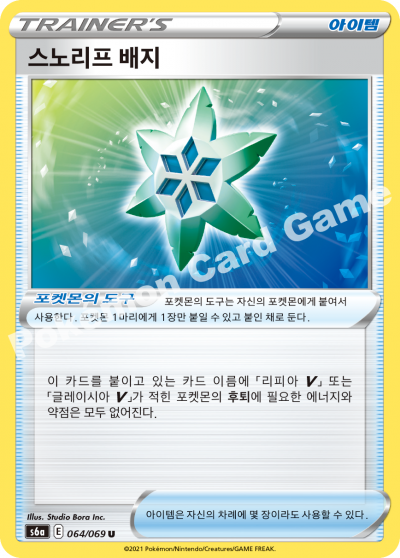 TRAINER'S 아이템
스노리프 배지
포켓몬의 도구 포켓몬의 도구는 자신의 포켓몬에게 붙여서
사용한다. 포켓몬 1마리에게 1장만 붙일 수 있고 붙인 채로 둔다.
이 카드를 붙이고 있는 카드 이름에 「리피아 V」 또는
「글레이시아 V」가 적힌 포켓몬의 후퇴에 필요한 에너지와
약점은 모두 없어진다.
Illus. Studio Bora Inc.
s6a E 064/069 U
아이템은 자신의 차례에 몇 장이라도 사용할 수 있다.
©2021 Pokémon/Nintendo/Creatures/GAME FREAK.
Pokémon Card Game